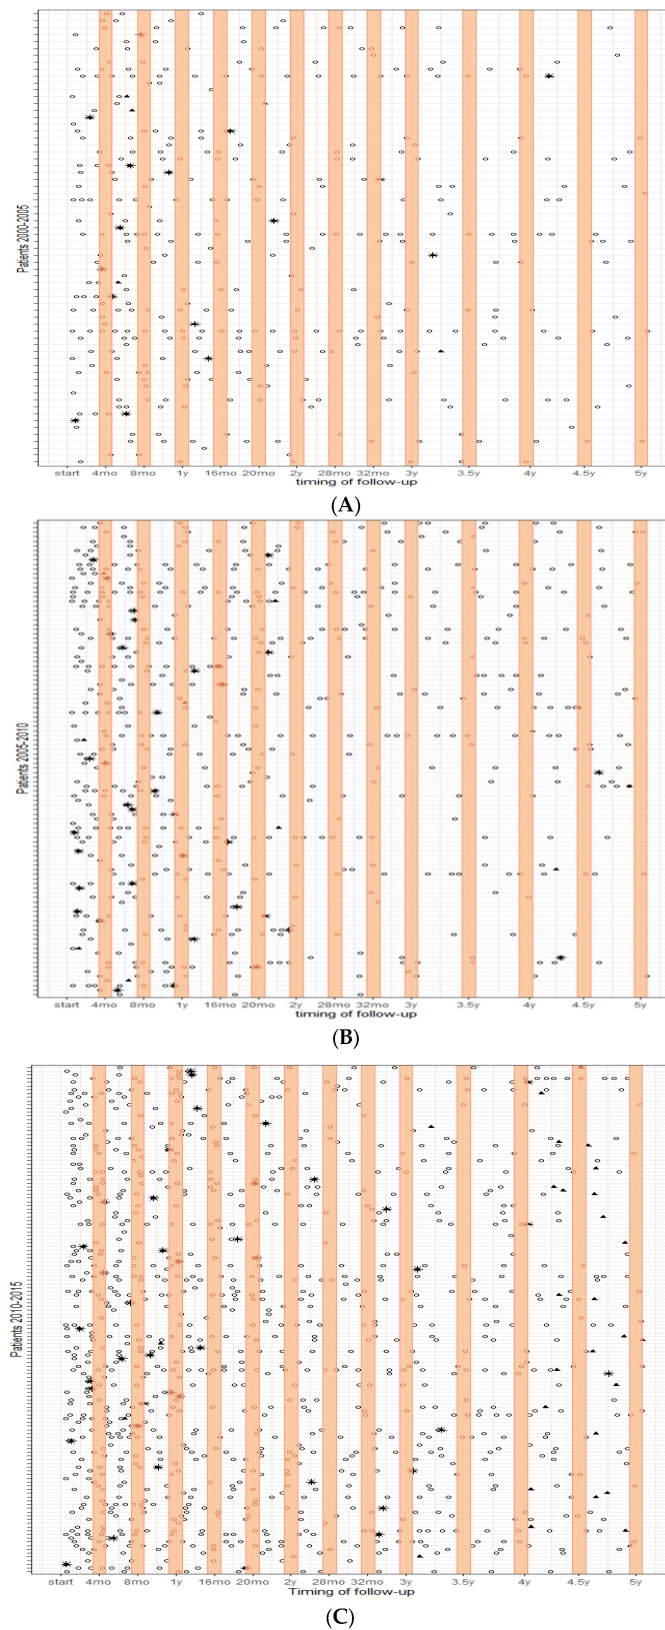 Patients 2000-2005
start 4mo 8mo 1y 16mo 20mo 2y 28mo 32mo 3y 3.5y 4y 4.5y 5y
timing of follow-up
(A)
Patients 2005-2010
start 4mo 8mo 1y 16mo 20mo 2y 28mo 32mo 3y 3.5y 4y 4.5y 5y
timing of follow-up
(B)
Patients 2010-2015
start 4mo 8mo 1y 16mo 20mo 2y 28mo 32mo 3y 3.5y 4y 4.5y 5y
Timing of follow-up
(C)